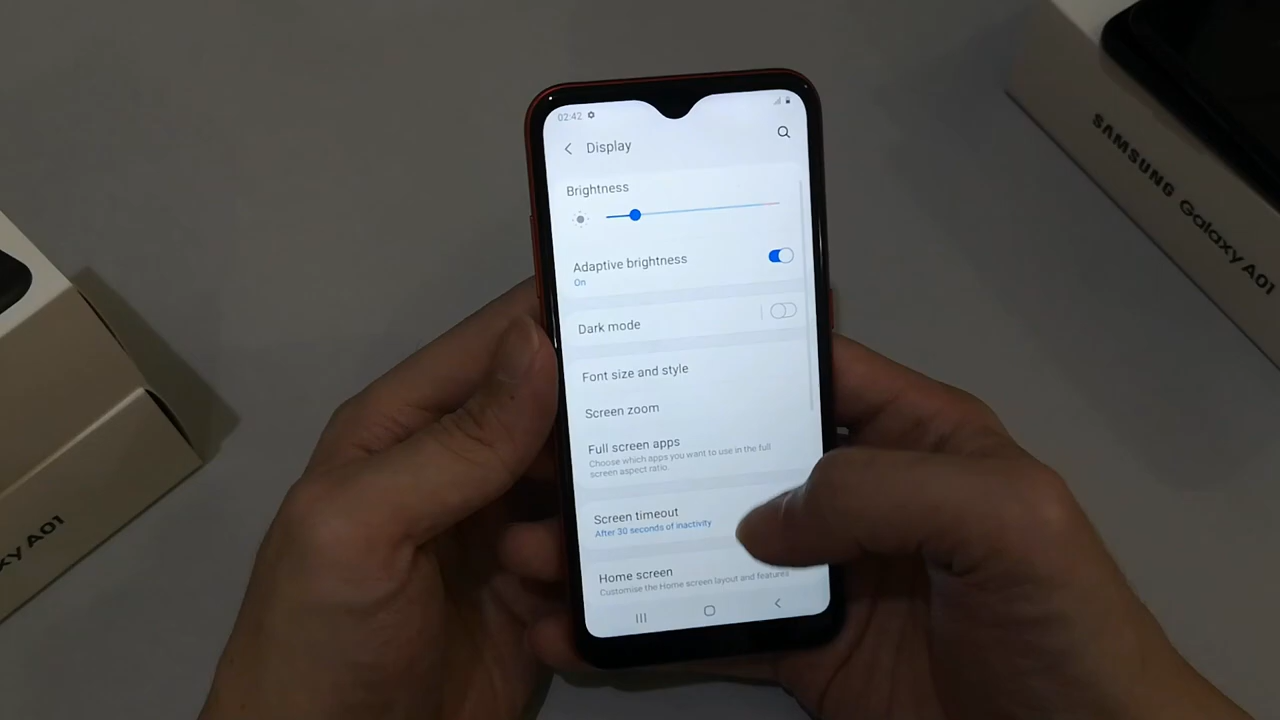 02:42
Display
Brightness
Adaptive brightness
On
Dark mode
Font size and style
Screen zoom
Full screen apps
Choose which apps you want to use in the full
screen aspect ratio.
Screen timeout
After 30 seconds of inactivity
Home screen
Customise the Home screen layout and features
SAMSUNG Galaxy A01
xy A01